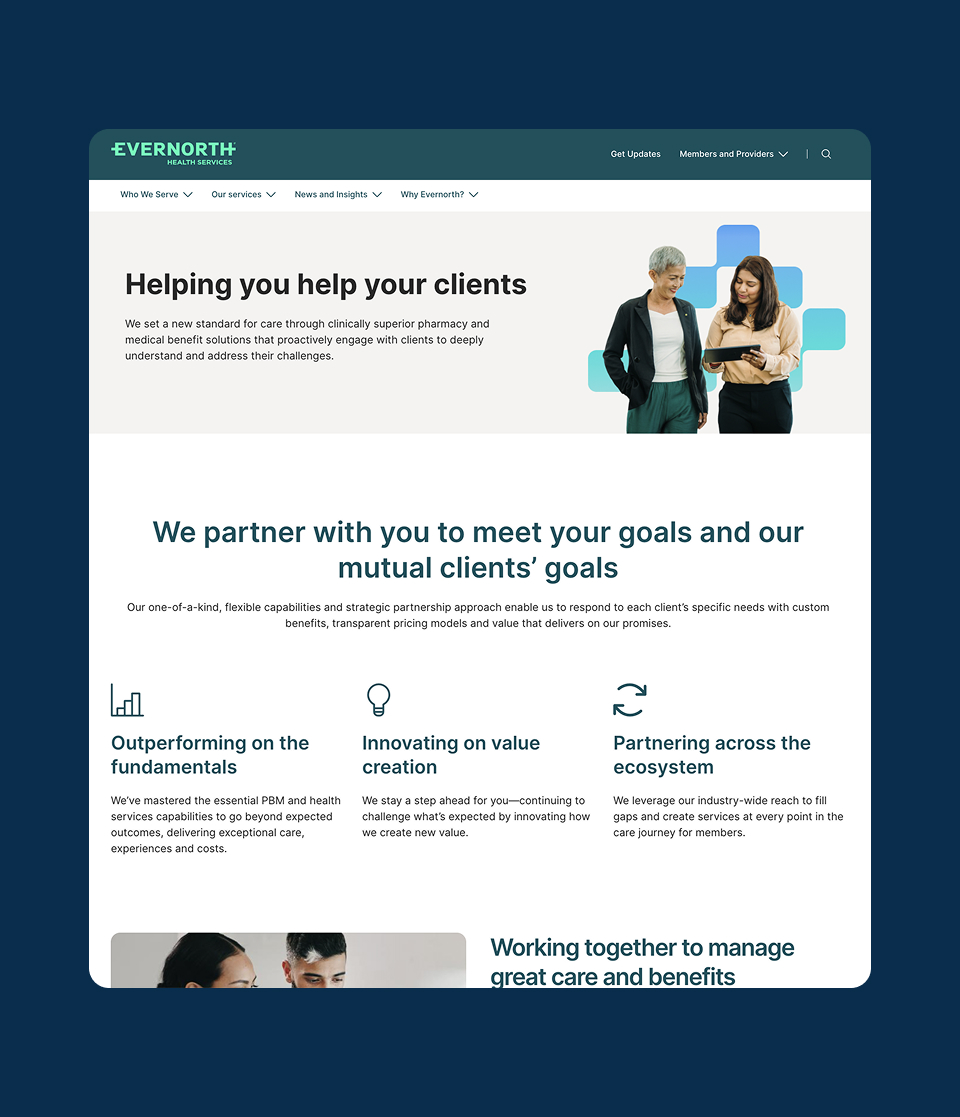 EVERNORTH
HEALTH SERVICES
Get Updates
Members and Providers
Who We Serve
Our services
News and Insights
Why Evernorth?
Helping you help your clients
We set a new standard for care through clinically superior pharmacy and
medical benefit solutions that proactively engage with clients to deeply
understand and address their challenges.
We partner with you to meet your goals and our
mutual clients’ goals
Our one-of-a-kind, flexible capabilities and strategic partnership approach enable us to respond to each client’s specific needs with custom
benefits, transparent pricing models and value that delivers on our promises.
Outperforming on the
fundamentals
We’ve mastered the essential PBM and health
services capabilities to go beyond expected
outcomes, delivering exceptional care,
experiences and costs.
Innovating on value
creation
We stay a step ahead for you—continuing to
challenge what’s expected by innovating how
we create new value.
Partnering across the
ecosystem
We leverage our industry-wide reach to fill
gaps and create services at every point in the
care journey for members.
Working together to manage
great care and benefits